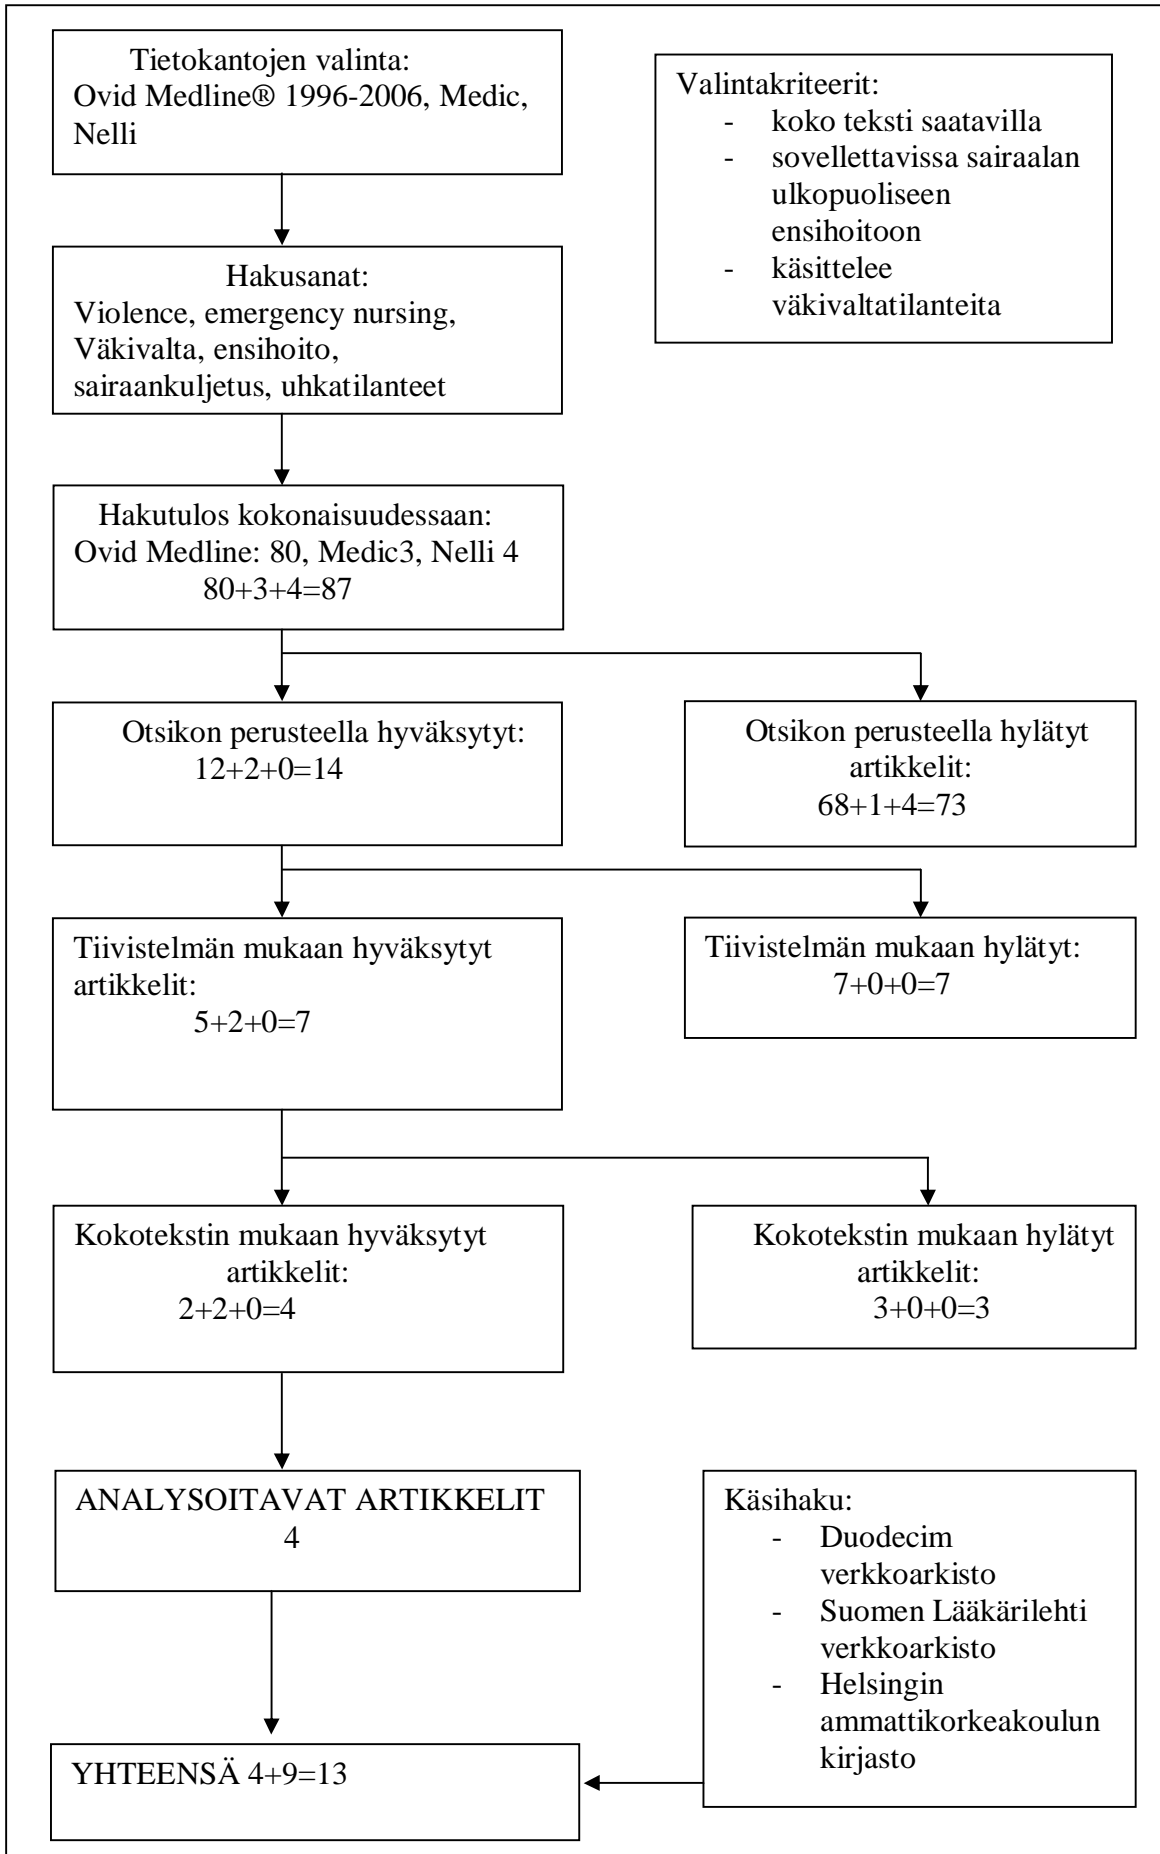 Tietokantojen valinta:
Ovid Medline® 1996-2006, Medic,
Nelli
Valintakriteerit:
- koko teksti saatavilla
- sovellettavissa sairaalan
ulkopuoliseen
ensihoitoon
- käsittelee
väkivaltatilanteita
Hakusanat:
Violence, emergency nursing,
Väkivalta, ensihoito,
sairaankuljetus, uhkatilanteet
Hakutulos kokonaisuudessaan:
Ovid Medline: 80, Medic3, Nelli 4
80+3+4=87
Otsikon perusteella hyväksytyt:
12+2+0=14
Otsikon perusteella hylätyt
artikkelit:
68+1+4=73
Tiivistelmän mukaan hyväksytyt
artikkelit:
5+2+0=7
Tiivistelmän mukaan hylätyt:
7+0+0=7
Kokotekstin mukaan hyväksytyt
artikkelit:
2+2+0=4
Kokotekstin mukaan hylätyt
artikkelit:
3+0+0=3
ANALYSOITAVAT ARTIKKELIT
4
Käsihaku:
- Duodecim
verkkoarkisto
- Suomen Lääkärilehti
verkkoarkisto
- Helsingin
ammattikorkeakoulun
kirjasto
YHTEENSÄ 4+9=13